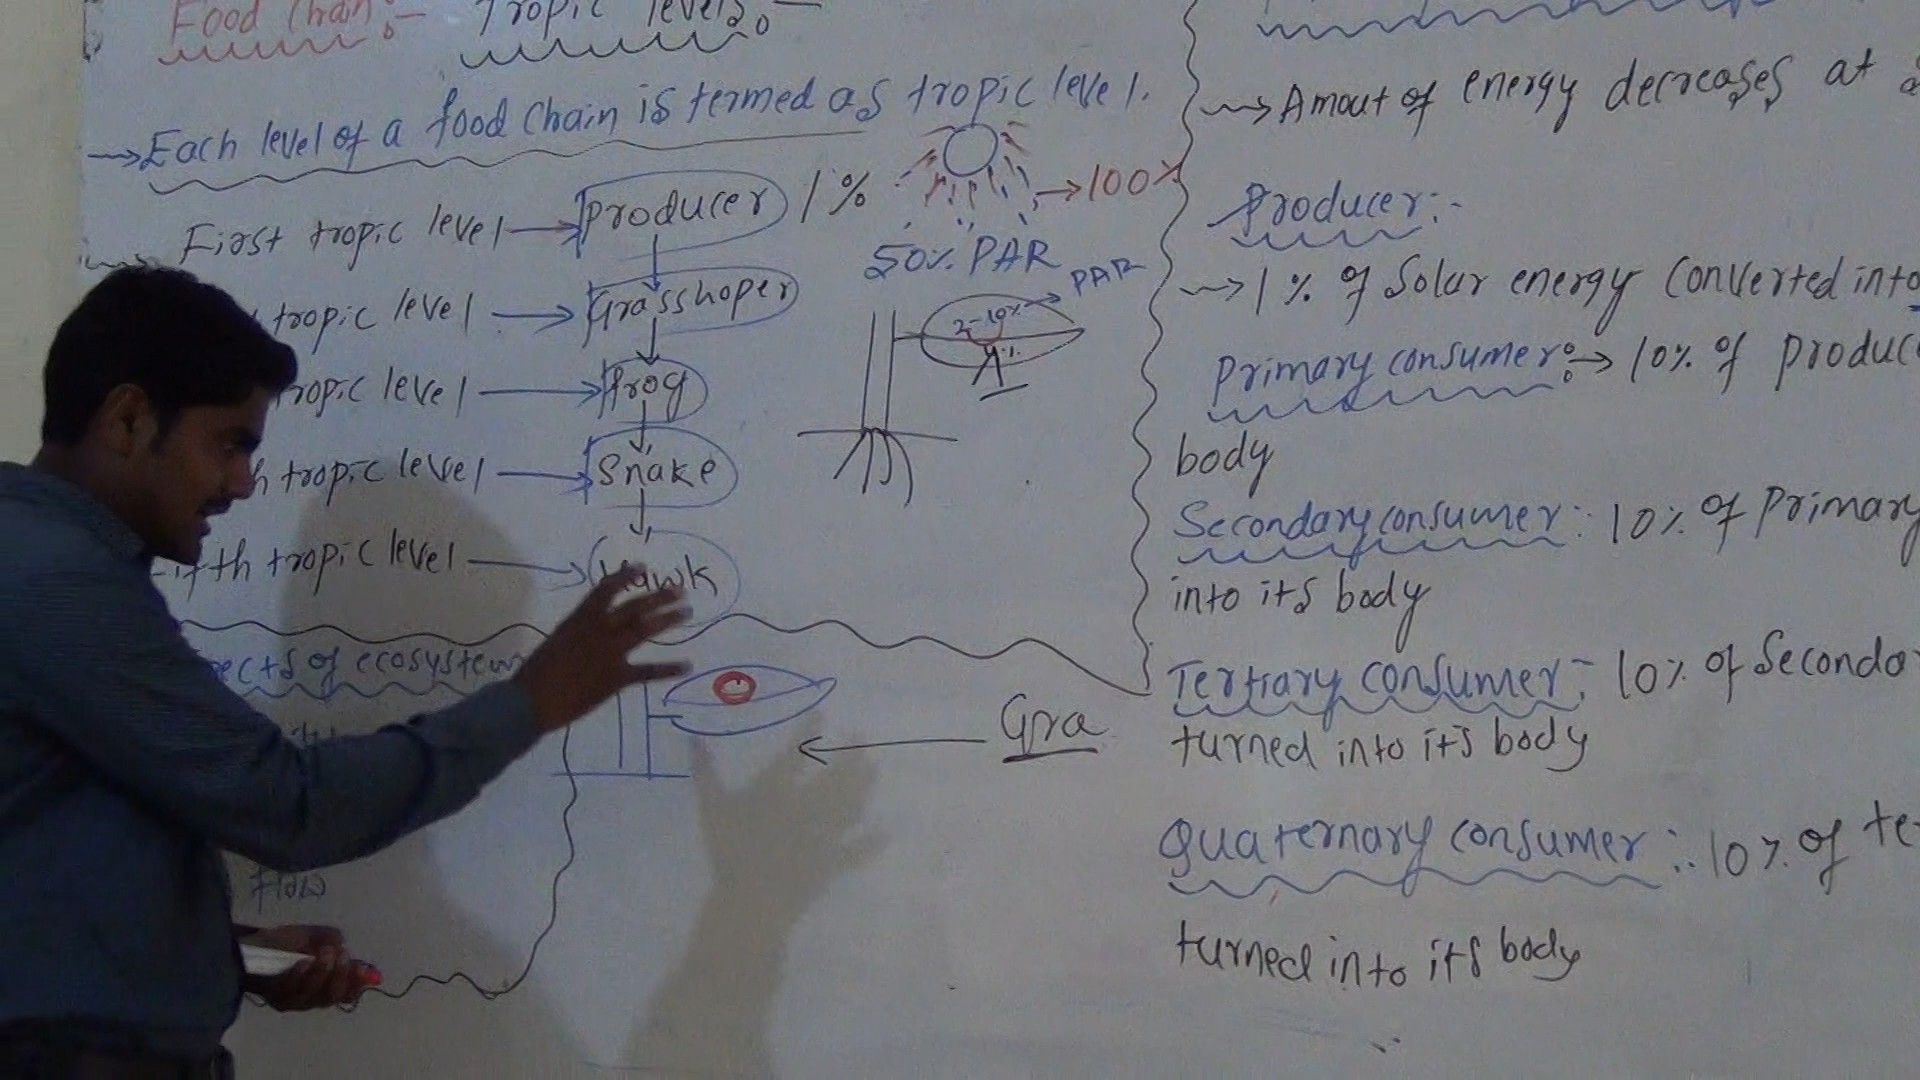 Food Chain :-
Tropic levels :-
→ Each level of a food chain is termed as tropic level.
First tropic level → Producer 1 %
→ 100%
50% PAR
tropic level → Grasshoper
2-10% → PAR
1%
tropic level → Frog
h tropic level → Snake
Fifth tropic level → Hawk
ects of ecosystem
← Gra
Flow
→ Amout of energy decreases at
Producer :-
→ 1 % of Solar energy Converted into
Primary consumer :→ 10% of produc
body
Secondary consumer : 10% of Primary
into its body
Tertiary consumer :- 10% of Seconda
turned into its body
Quaternary consumer : 10% of te
turned into its body